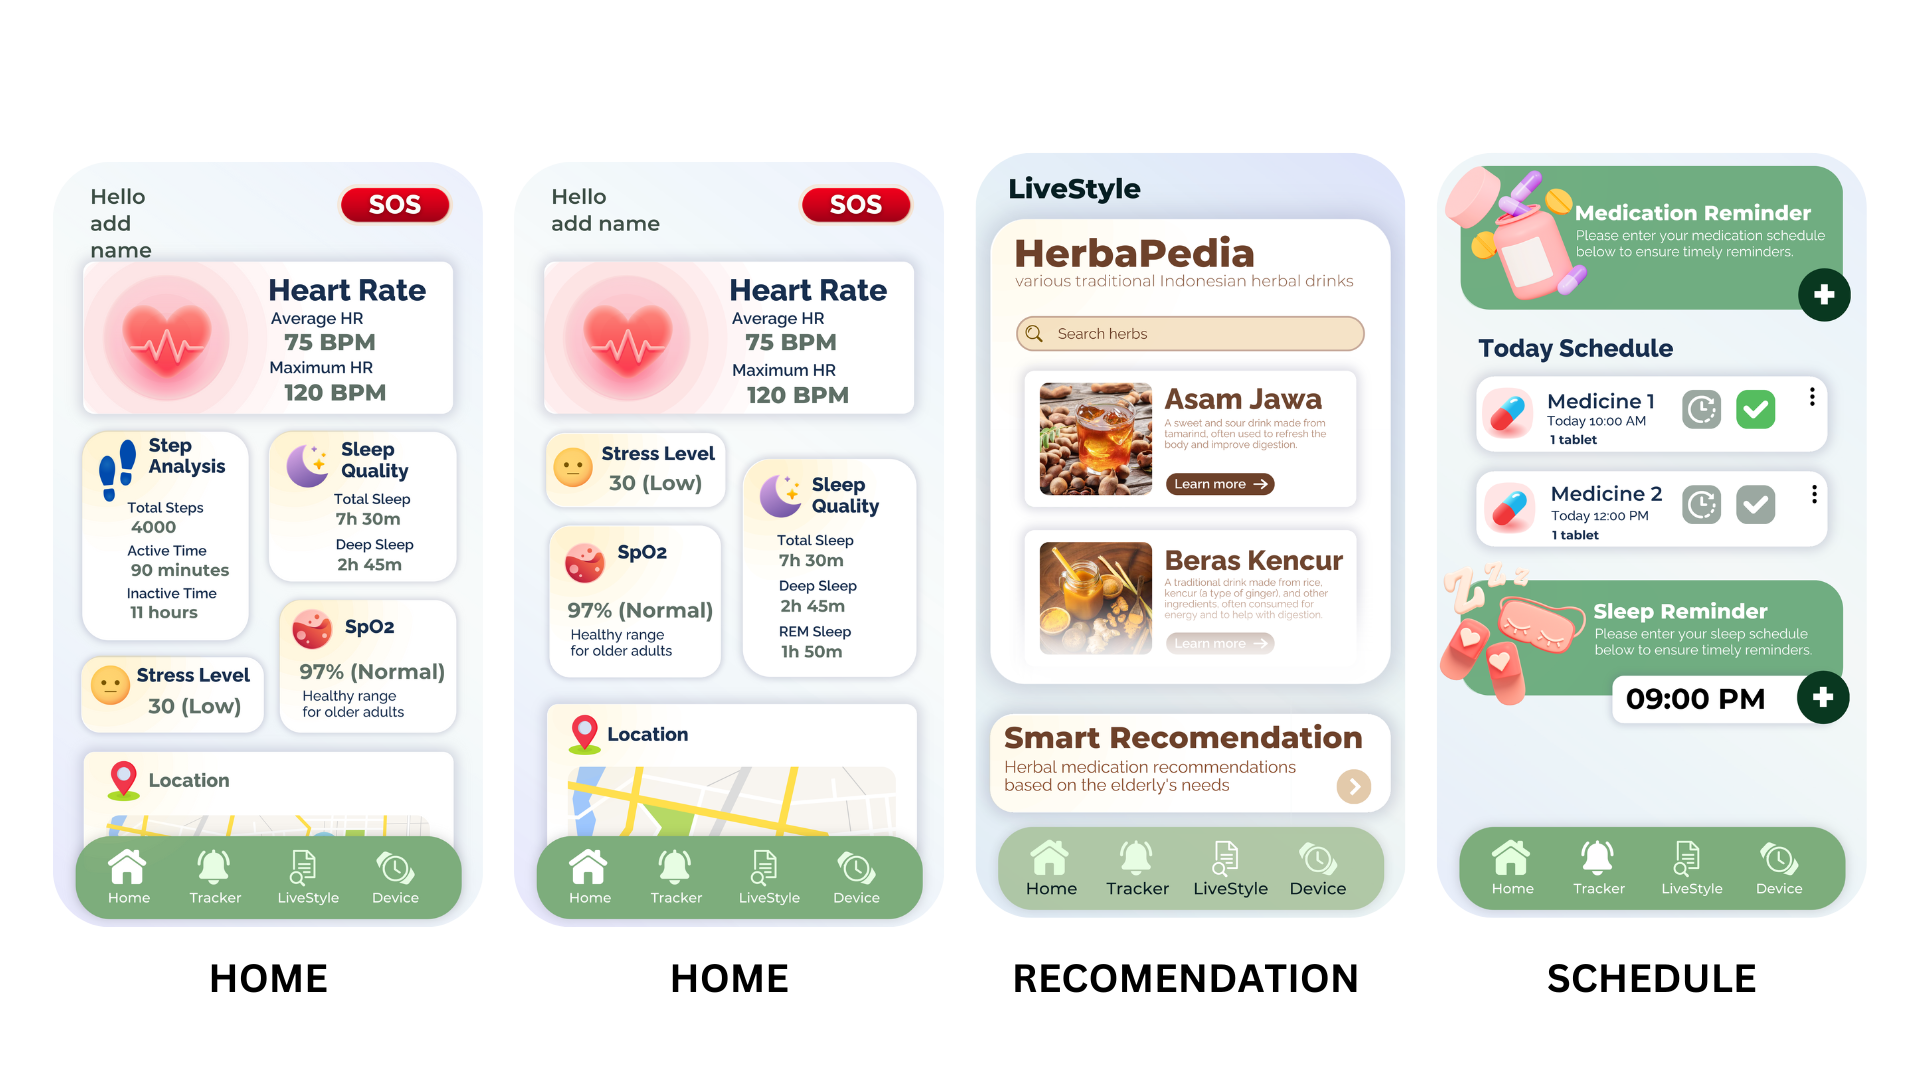 Hello
add
name
SOS
Heart Rate
Average HR
75 BPM
Maximum HR
120 BPM
Step
Analysis
Total Steps
4000
Active Time
90 minutes
Inactive Time
11 hours
Sleep
Quality
Total Sleep
7h 30m
Deep Sleep
2h 45m
SpO2
97% (Normal)
Healthy range
for older adults
Stress Level
30 (Low)
Location
Home
Tracker
LiveStyle
Device
HOME
Hello
add name
SOS
Heart Rate
Average HR
75 BPM
Maximum HR
120 BPM
Stress Level
30 (Low)
SpO2
97% (Normal)
Healthy range
for older adults
Sleep
Quality
Total Sleep
7h 30m
Deep Sleep
2h 45m
REM Sleep
1h 50m
Location
Home
Tracker
LiveStyle
Device
HOME
LiveStyle
HerbaPedia
various traditional Indonesian herbal drinks
Search herbs
Asam Jawa
A sweet and sour drink made from
tamarind, often used to refresh the
body and improve digestion.
Learn more
Beras Kencur
A traditional drink made from rice,
kencur (a type of ginger), and other
ingredients, often consumed for
energy and to help with digestion.
Learn more
Smart Recomendation
Herbal medication recommendations
based on the elderly's needs
Home
Tracker
LiveStyle
Device
RECOMENDATION
Medication Reminder
Please enter your medication schedule
below to ensure timely reminders.
Today Schedule
Medicine 1
Today 10:00 AM
1 tablet
Medicine 2
Today 12:00 PM
1 tablet
Sleep Reminder
Please enter your sleep schedule
below to ensure timely reminders.
09:00 PM
Home
Tracker
LiveStyle
Device
SCHEDULE